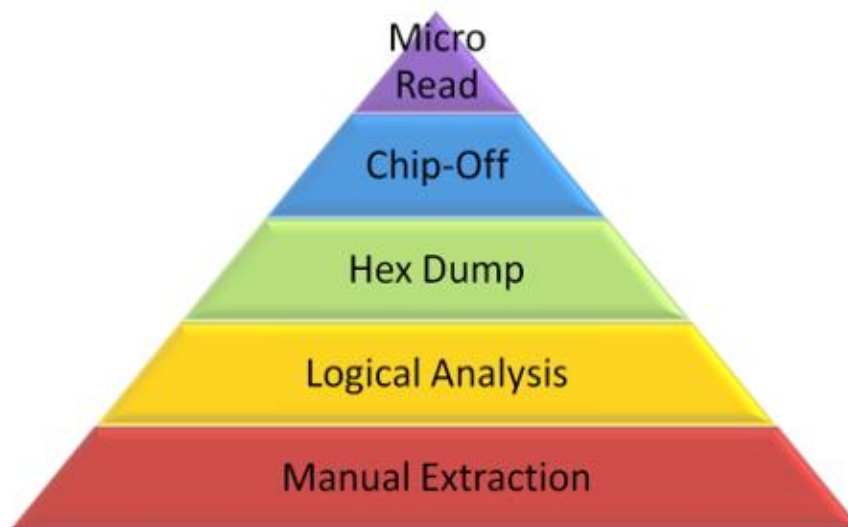 Micro
Read
Chip-Off
Hex Dump
Logical Analysis
Manual Extraction